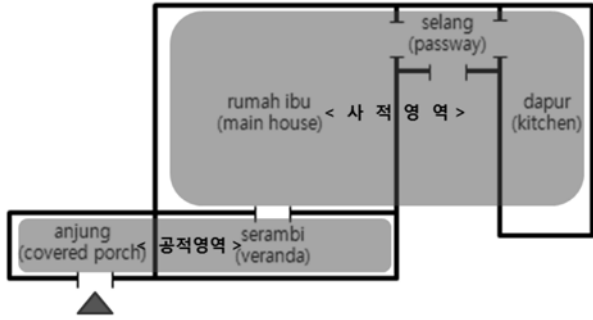 selang
(passway)
rumah ibu
(main house)
< 사 적 영 역 >
dapur
(kitchen)
anjung
(covered porch)
< 공적영역 >
serambi
(veranda)